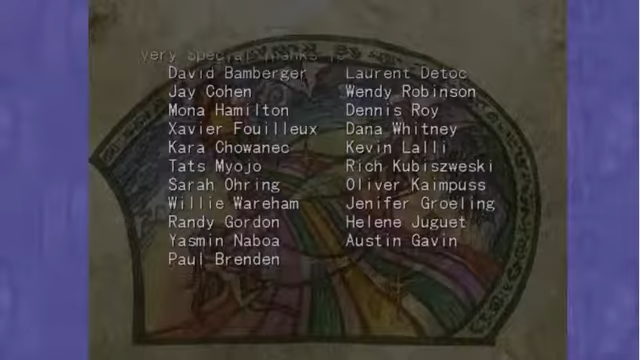 Very Special Thanks To
David Bamberger
Jay Cohen
Mona Hamilton
Xavier Fouilleux
Kara Chowanec
Tats Myojo
Sarah Ohring
Willie Wareham
Randy Gordon
Yasmin Naboa
Paul Brenden
Laurent Detoc
Wendy Robinson
Dennis Roy
Dana Whitney
Kevin Lalli
Rich Kubiszweski
Oliver Kaimpuss
Jenifer Groeling
Helene Juguet
Austin Gavin